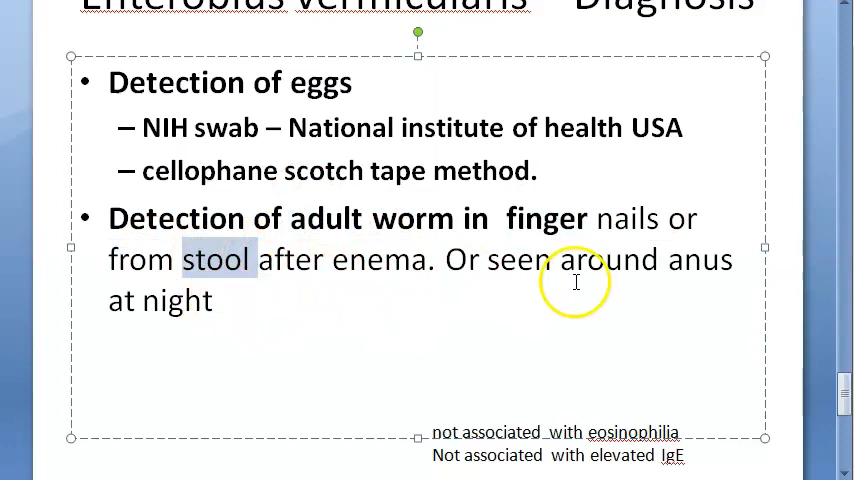 Enterobius vermicularis Diagnosis
• Detection of eggs
– NIH swab – National institute of health USA
– cellophane scotch tape method.
• Detection of adult worm in finger nails or
from stool after enema. Or seen around anus
at night
not associated with eosinophilia
Not associated with elevated IgE